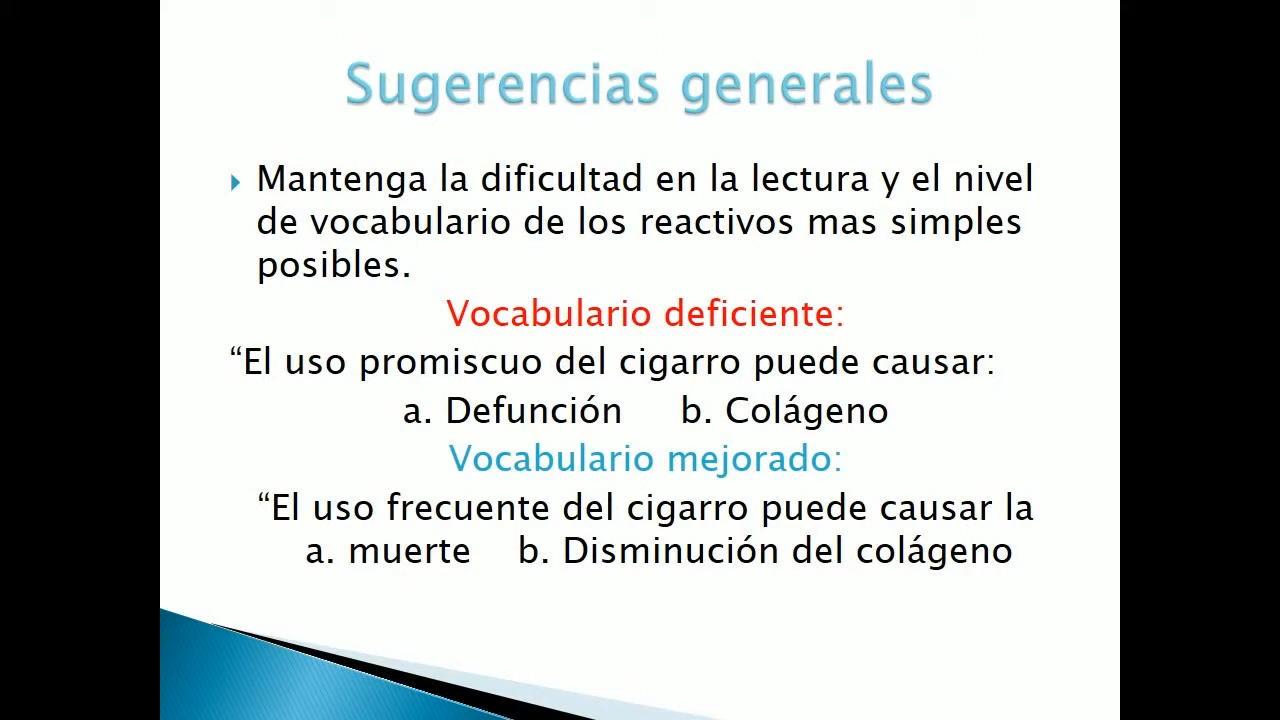 Sugerencias generales
Mantenga la dificultad en la lectura y el nivel
de vocabulario de los reactivos mas simples
posibles.
Vocabulario deficiente:
“El uso promiscuo del cigarro puede causar:
a. Defunción b. Colágeno
Vocabulario mejorado:
“El uso frecuente del cigarro puede causar la
a. muerte b. Disminución del colágeno